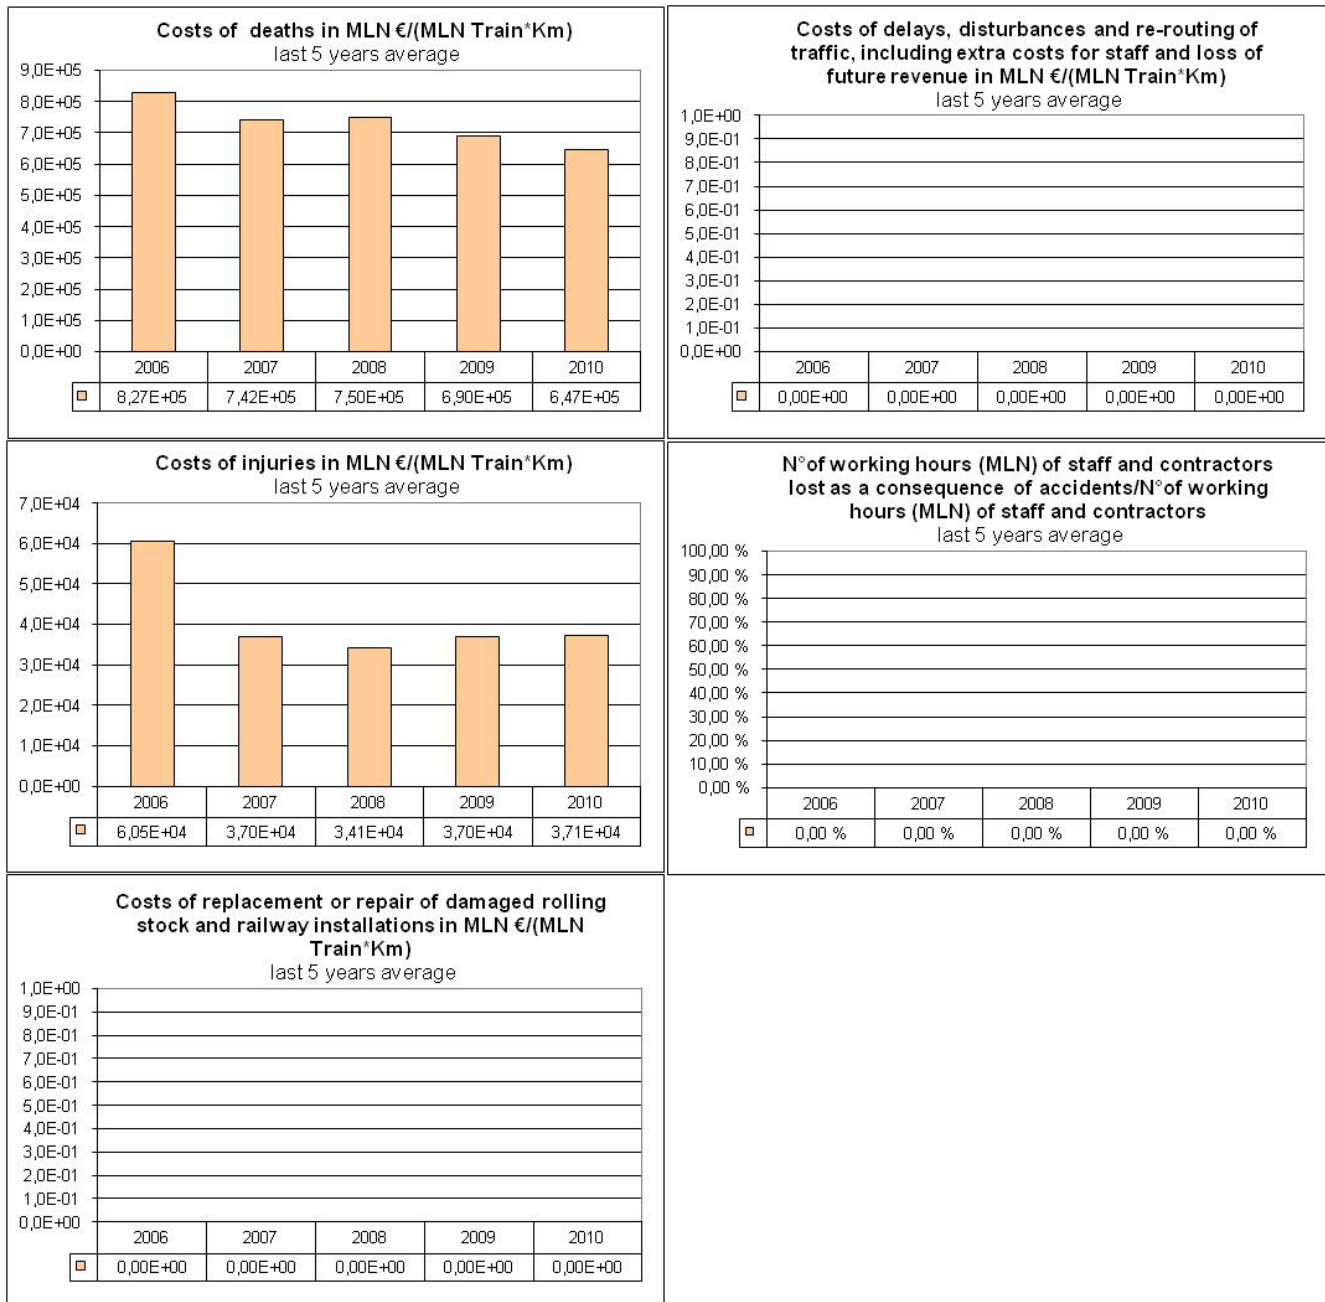 Costs of deaths in MLN €/(MLN Train*Km)
last 5 years average
9,0E+05
8,0E+05
7,0E+05
6,0E+05
5,0E+05
4,0E+05
3,0E+05
2,0E+05
1,0E+05
0,0E+00
2006 2007 2008 2009 2010
8,27E+05 7,42E+05 7,50E+05 6,90E+05 6,47E+05
Costs of delays, disturbances and re-routing of
traffic, including extra costs for staff and loss of
future revenue in MLN €/(MLN Train*Km)
last 5 years average
1,0E+00
9,0E-01
8,0E-01
7,0E-01
6,0E-01
5,0E-01
4,0E-01
3,0E-01
2,0E-01
1,0E-01
0,0E+00
2006 2007 2008 2009 2010
0,00E+00 0,00E+00 0,00E+00 0,00E+00 0,00E+00
Costs of injuries in MLN €/(MLN Train*Km)
last 5 years average
7,0E+04
6,0E+04
5,0E+04
4,0E+04
3,0E+04
2,0E+04
1,0E+04
0,0E+00
2006 2007 2008 2009 2010
6,05E+04 3,70E+04 3,41E+04 3,70E+04 3,71E+04
N°of working hours (MLN) of staff and contractors
lost as a consequence of accidents/N°of working
hours (MLN) of staff and contractors
last 5 years average
100,00 %
90,00 %
80,00 %
70,00 %
60,00 %
50,00 %
40,00 %
30,00 %
20,00 %
10,00 %
0,00 %
2006 2007 2008 2009 2010
0,00 % 0,00 % 0,00 % 0,00 % 0,00 %
Costs of replacement or repair of damaged rolling
stock and railway installations in MLN €/(MLN
Train*Km)
last 5 years average
1,0E+00
9,0E-01
8,0E-01
7,0E-01
6,0E-01
5,0E-01
4,0E-01
3,0E-01
2,0E-01
1,0E-01
0,0E+00
2006 2007 2008 2009 2010
0,00E+00 0,00E+00 0,00E+00 0,00E+00 0,00E+00